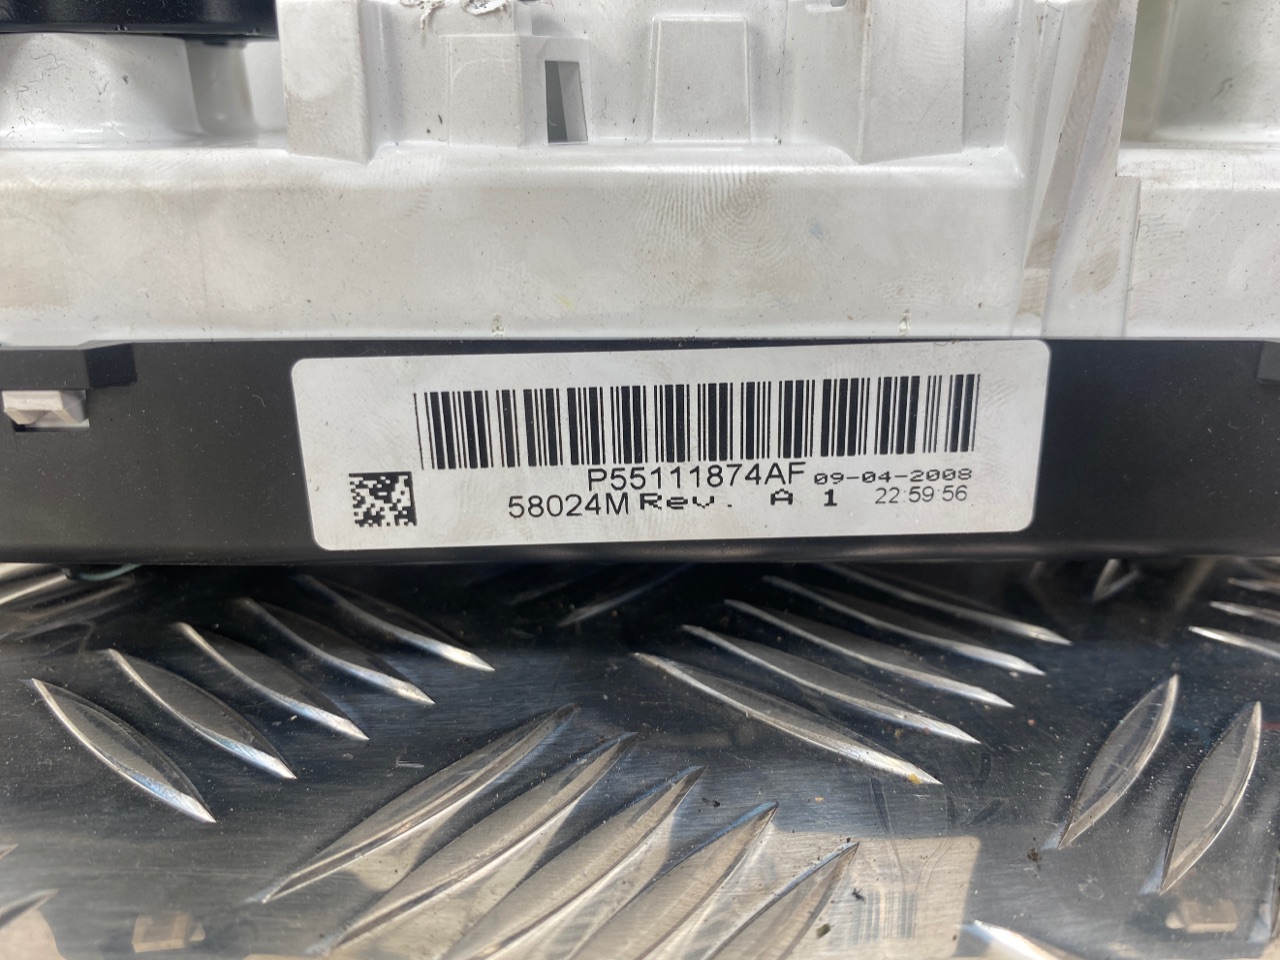 P55111874AF 09-04-2008
58024M Rev. A 1 22:59:56